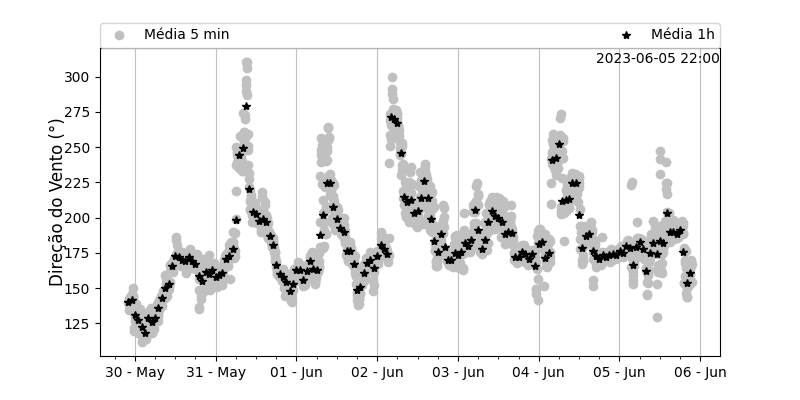 Média 5 min
Média 1h
2023-06-05 22:00
Direção do Vento (°)
300
275
250
225
200
175
150
125
30 - May
31 - May
01 - Jun
02 - Jun
03 - Jun
04 - Jun
05 - Jun
06 - Jun